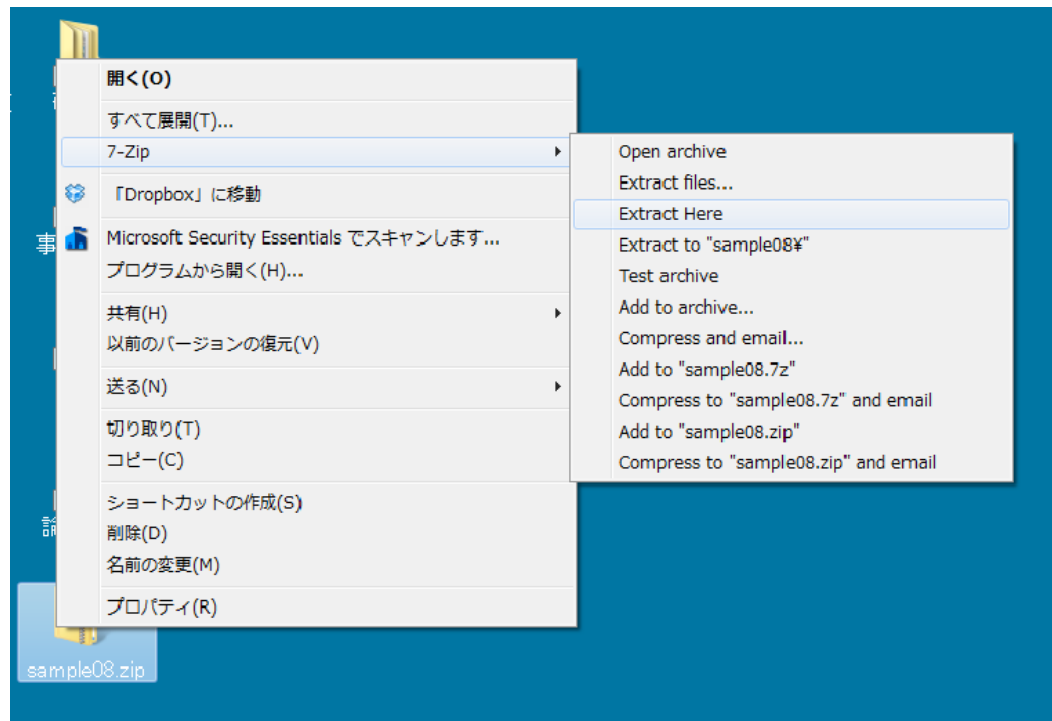 開く(O)
すべて展開(T)...
7-Zip
「Dropbox」に移動
Microsoft Security Essentials でスキャンします...
プログラムから開く(H)...
共有(H)
以前のバージョンの復元(V)
送る(N)
切り取り(T)
コピー(C)
ショートカットの作成(S)
削除(D)
名前の変更(M)
プロパティ(R)
Open archive
Extract files...
Extract Here
Extract to "sample08¥"
Test archive
Add to archive...
Compress and email...
Add to "sample08.7z"
Compress to "sample08.7z" and email
Add to "sample08.zip"
Compress to "sample08.zip" and email
事
sample08.zip